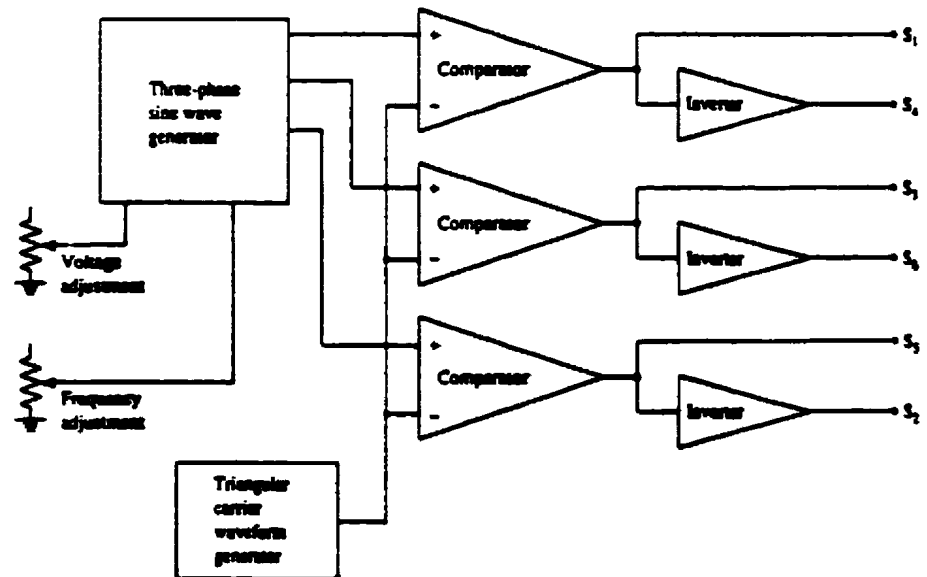 Three-phase
sine wave
generator
Voltage
adjustment
Frequency
adjustment
Triangular
carrier
waveform
generator
+
Comparator
−
+
Comparator
−
+
Comparator
−
Inverter
Inverter
Inverter
S₁
S₄
S₃
S₆
S₅
S₂